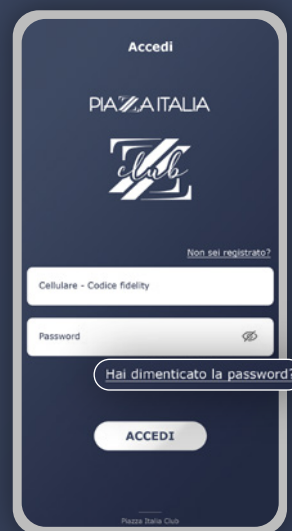 Accedi
PIAZZA ITALIA
club
Non sei registrato?
Cellulare - Codice fidelity
Password
Hai dimenticato la password?
ACCEDI
Piazza Italia Club